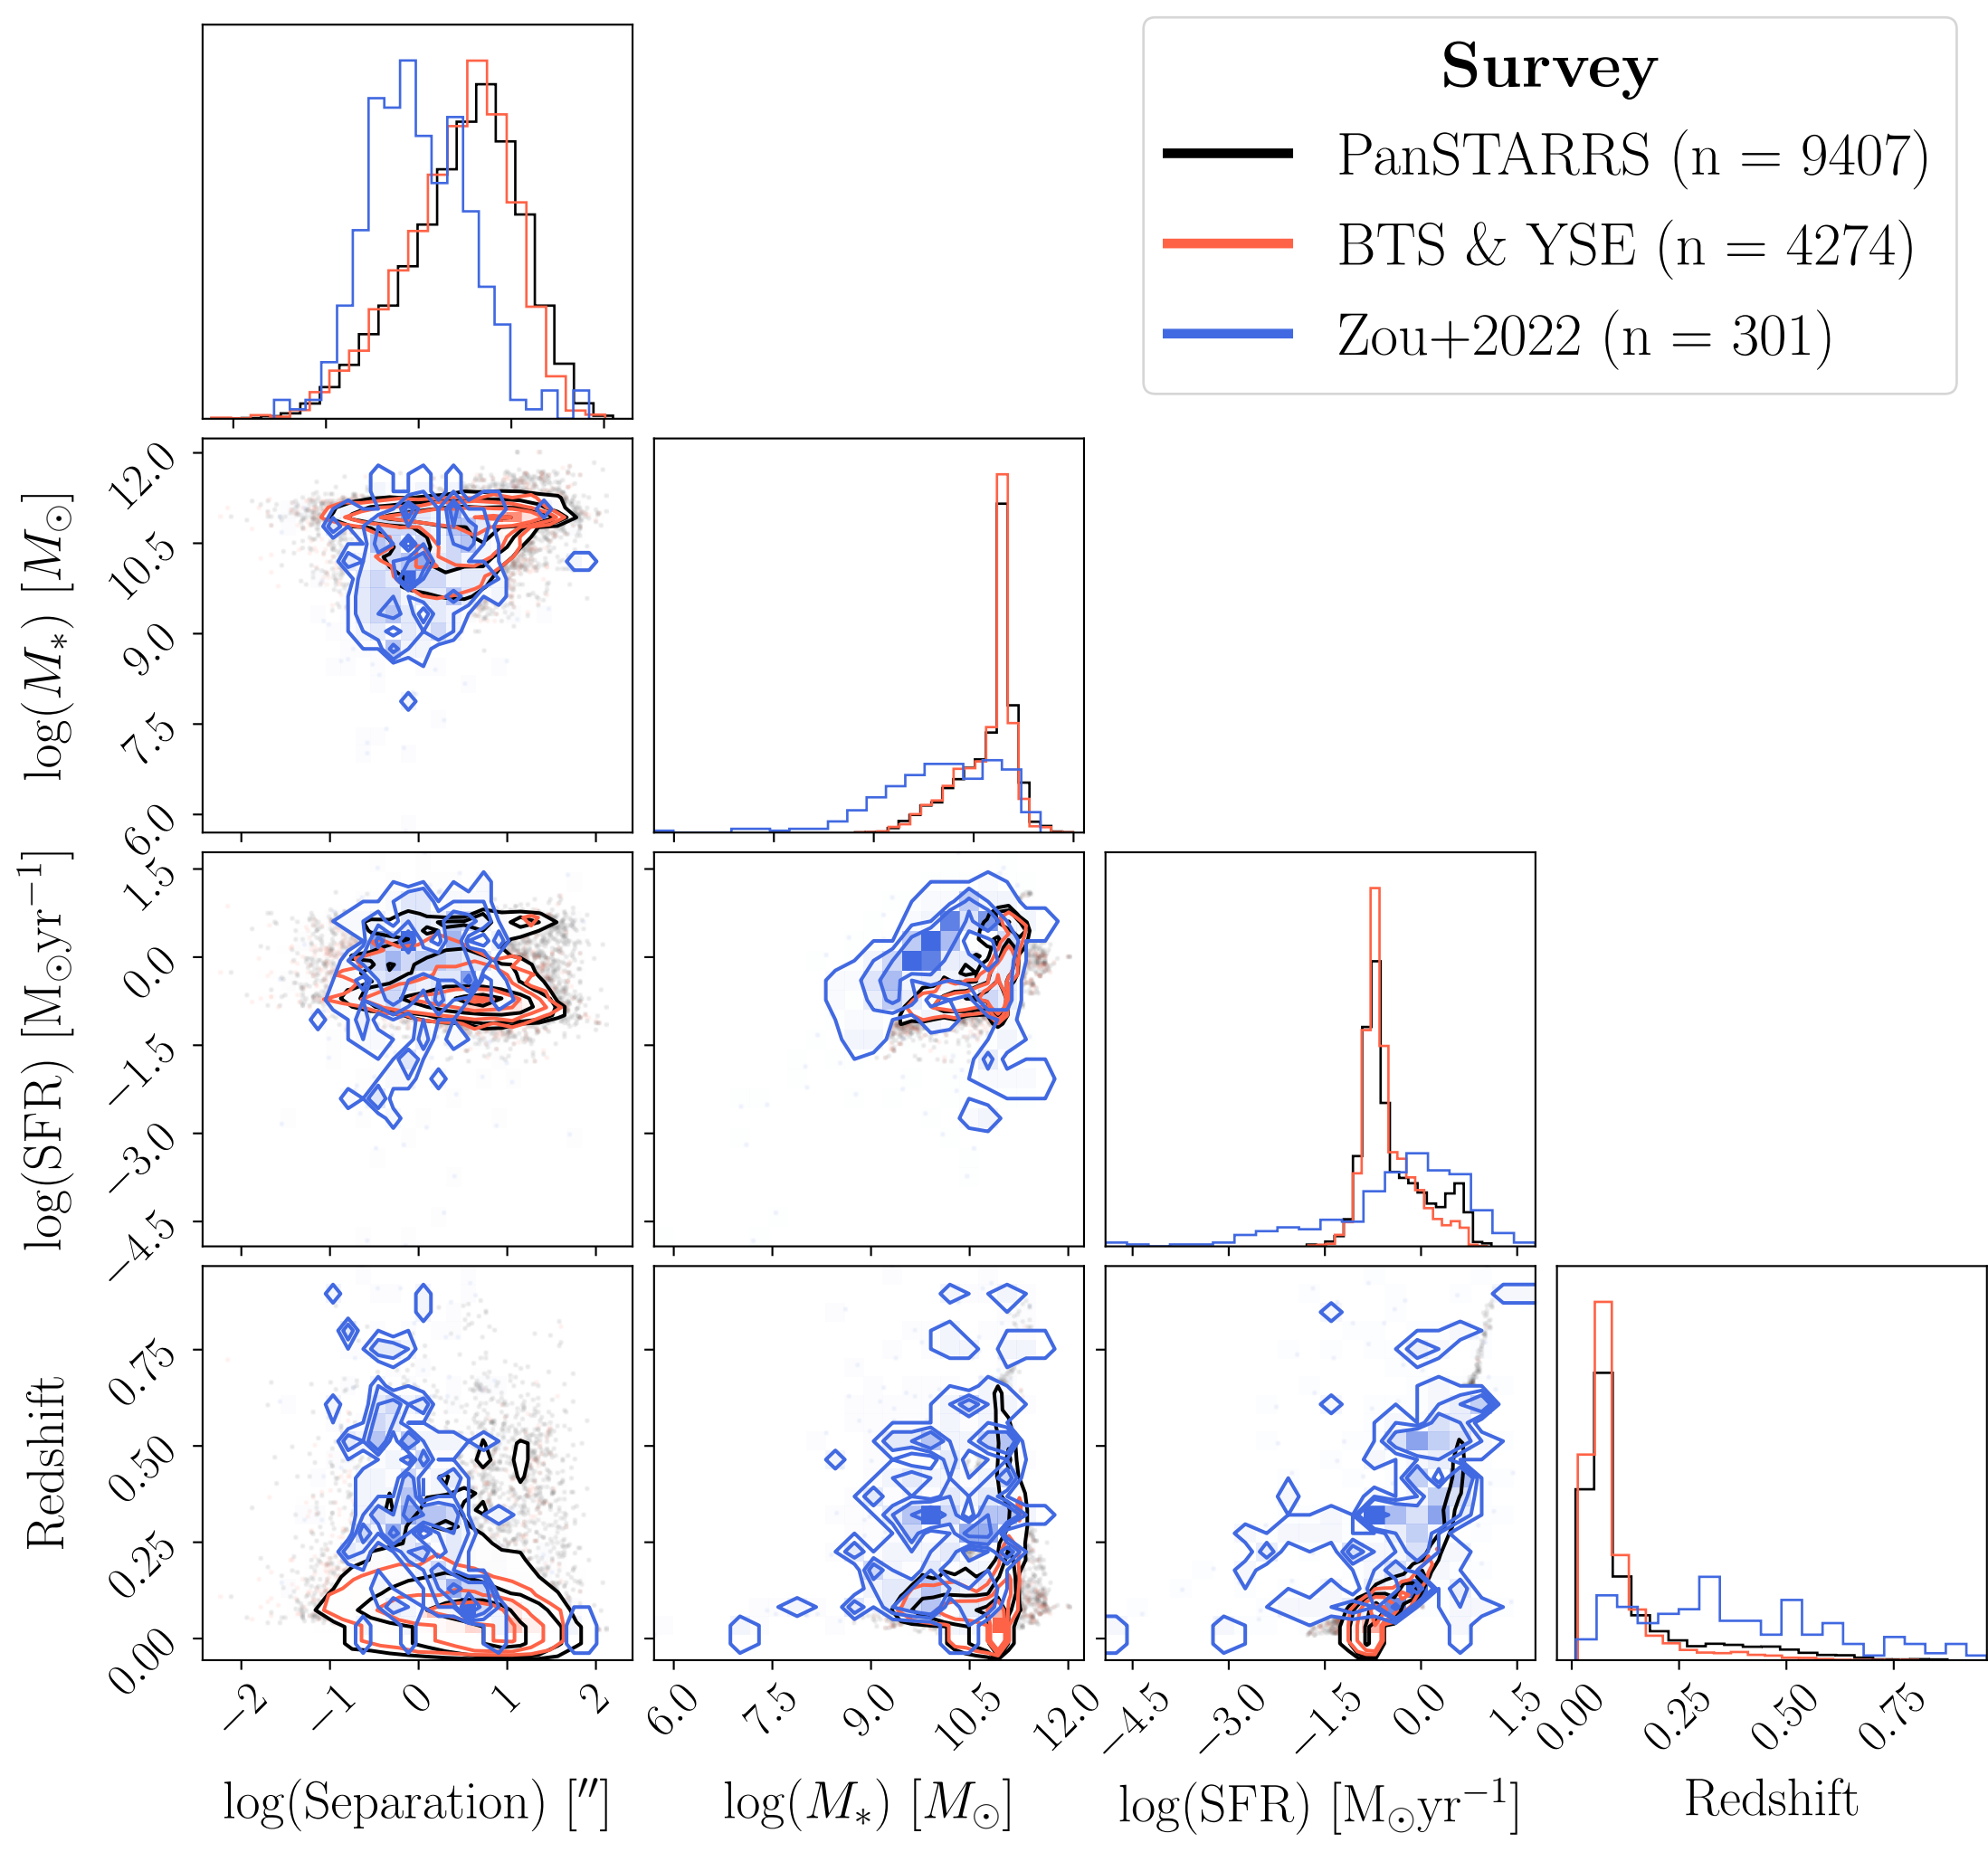 Survey
PanSTARRS (n = 9407)
BTS & YSE (n = 4274)
Zou+2022 (n = 301)
log(M∗) [M⊙]
12.0
10.5
9.0
7.5
6.0
log(SFR) [M⊙yr⁻¹]
1.5
0.0
−1.5
−3.0
−4.5
Redshift
0.75
0.50
0.25
0.00
−2 −1 0 1 2 6.0 7.5 9.0 10.5 12.0 −4.5 −3.0 −1.5 0.0 1.5 0.00 0.25 0.50 0.75
log(Separation) [″] log(M∗) [M⊙] log(SFR) [M⊙yr⁻¹] Redshift